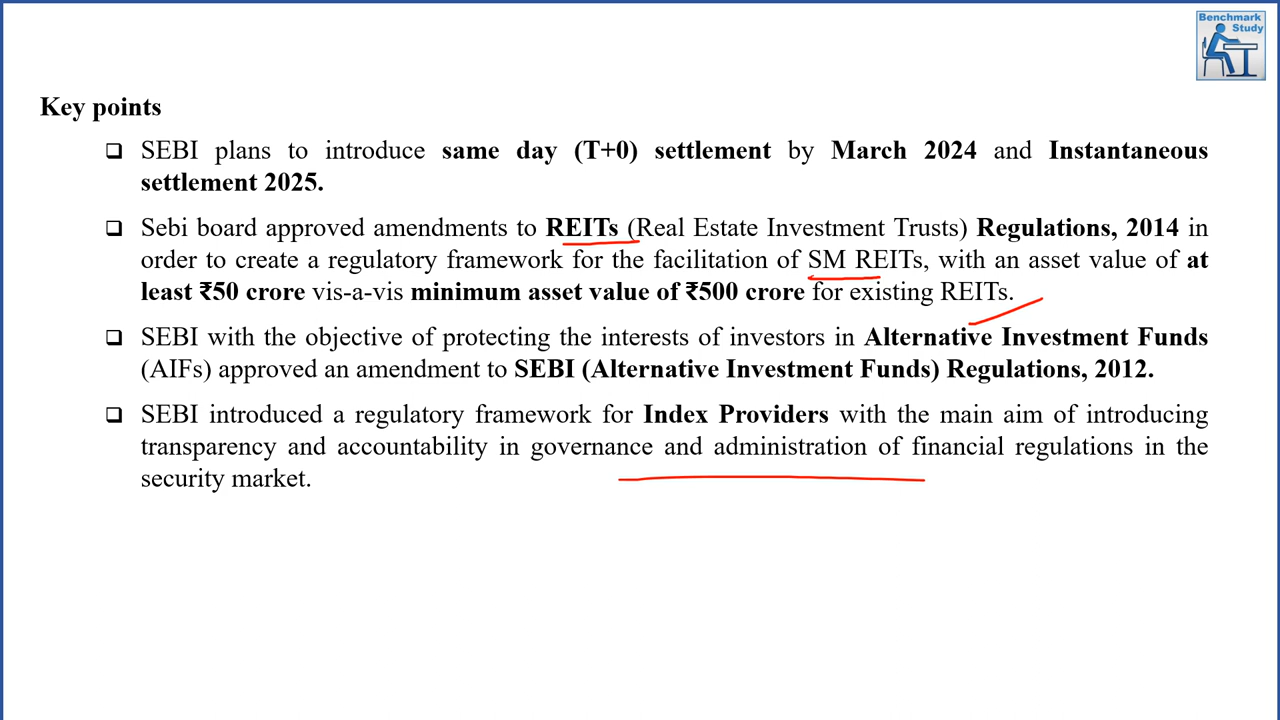 Benchmark
Study
Key points
SEBI plans to introduce same day (T+0) settlement by March 2024 and Instantaneous
settlement 2025.
Sebi board approved amendments to REITs (Real Estate Investment Trusts) Regulations, 2014 in
order to create a regulatory framework for the facilitation of SM REITs, with an asset value of at
least ₹50 crore vis-a-vis minimum asset value of ₹500 crore for existing REITs.
SEBI with the objective of protecting the interests of investors in Alternative Investment Funds
(AIFs) approved an amendment to SEBI (Alternative Investment Funds) Regulations, 2012.
SEBI introduced a regulatory framework for Index Providers with the main aim of introducing
transparency and accountability in governance and administration of financial regulations in the
security market.